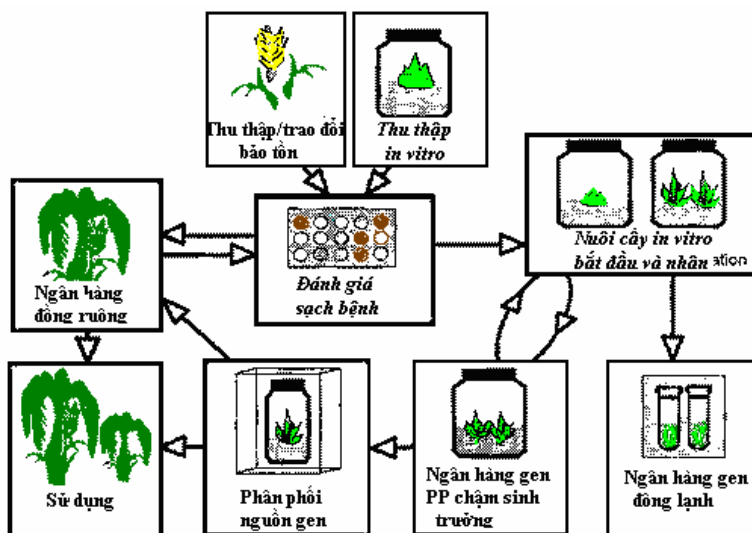 Thu thập/trao đổi
bảo tồn
Thu thập
in vitro
Nuôi cấy in vitro
bắt đầu và nhân ation
Đánh giá
sạch bệnh
Ngân hàng
đồng ruông
Sử dụng
Phân phối
nguồn gen
Ngân hàng gen
PP chậm sinh
trưởng
Ngân hàng gen
đông lạnh